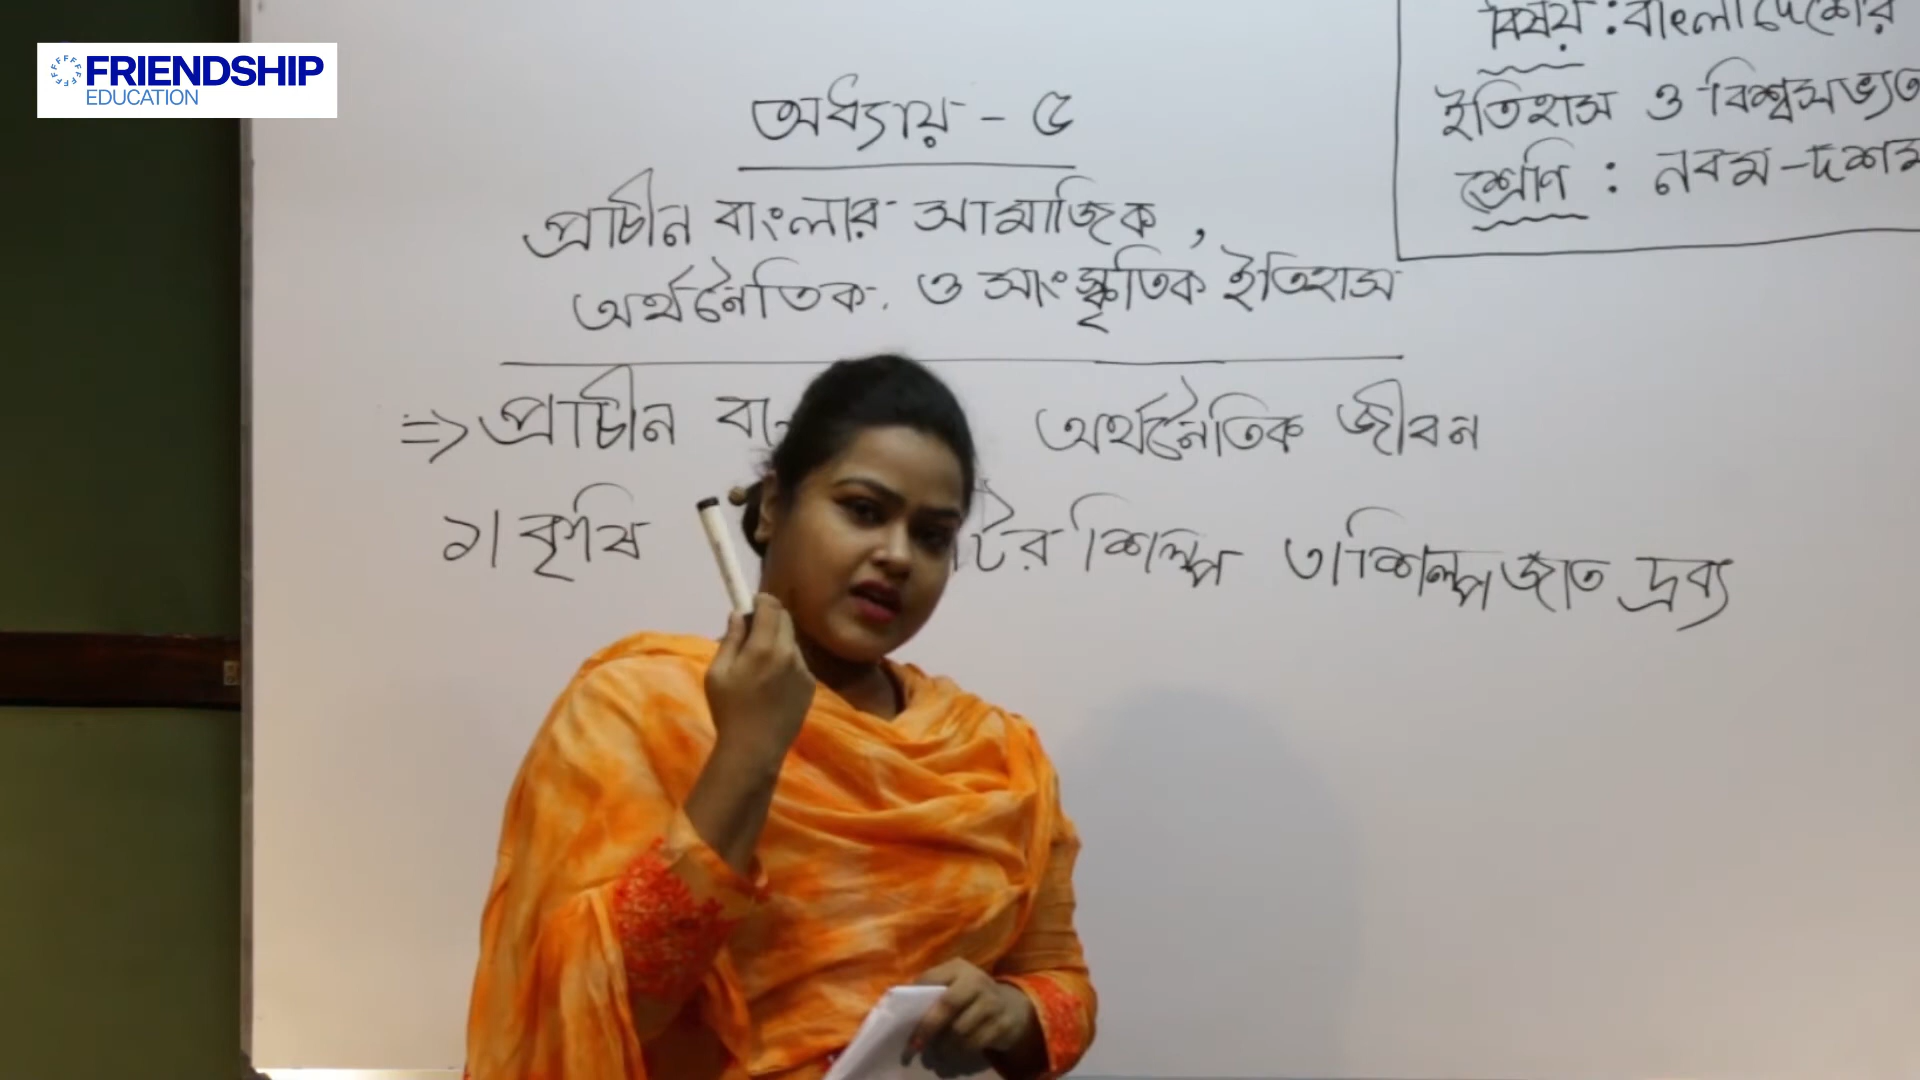 FRIENDSHIP
EDUCATION
বিষয় : বাংলাদেশের
ইতিহাস ও বিশ্বসভ্যতা
শ্রেণি : নবম-দশম
অধ্যায় - ৫
প্রাচীন বাংলার সামাজিক,
অর্থনৈতিক ও সাংস্কৃতিক ইতিহাস
⇒ প্রাচীন অর্থনৈতিক জীবন
১। কৃষি শিল্প ৩। শিল্পজাত দ্রব্য